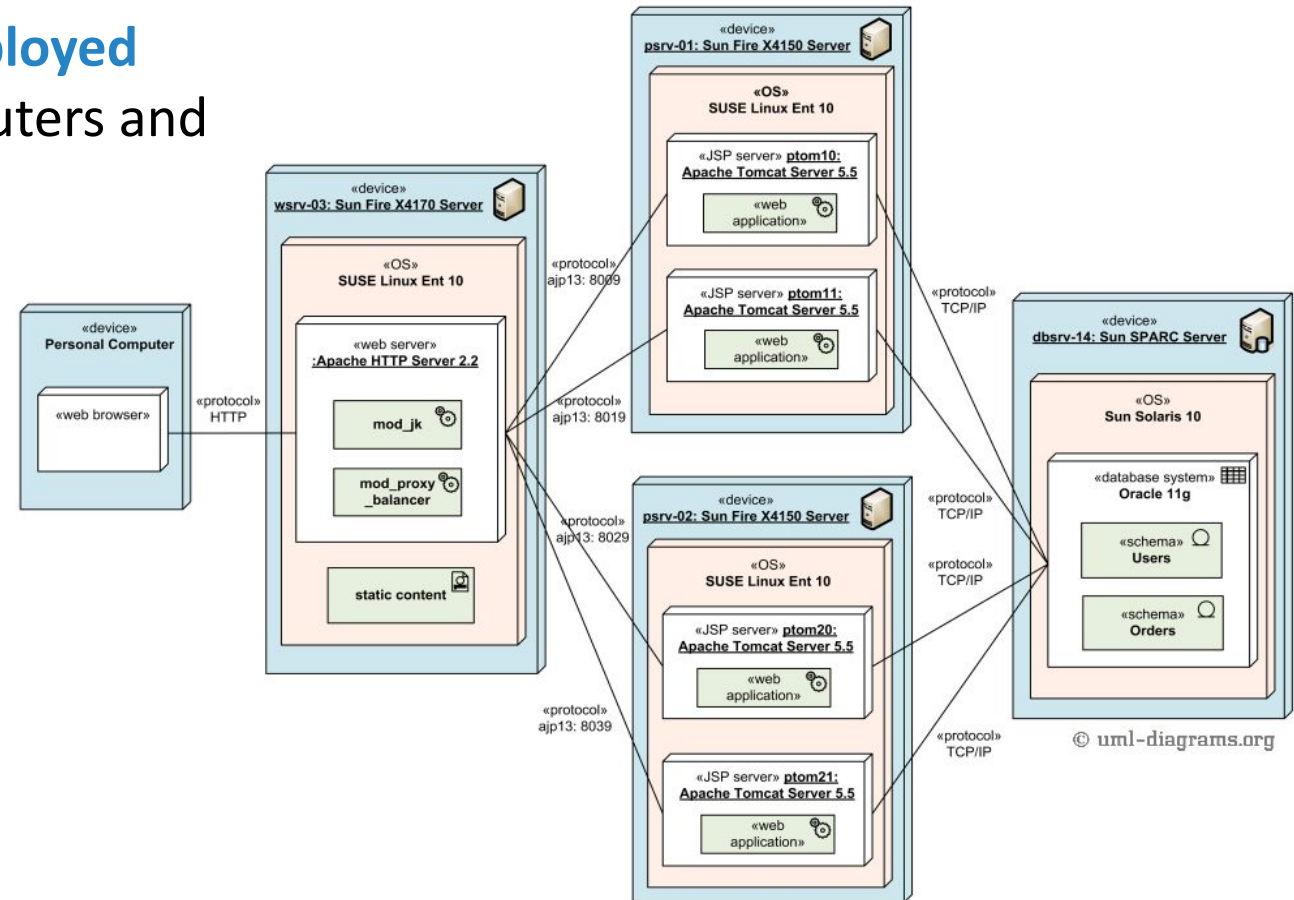 ployed
uters and
«device»
Personal Computer
«web browser»
«protocol»
HTTP
«device»
wsrv-03: Sun Fire X4170 Server
«OS»
SUSE Linux Ent 10
«web server»
:Apache HTTP Server 2.2
mod_jk
mod_proxy
_balancer
static content
«protocol»
ajp13: 8009
«protocol»
ajp13: 8019
«protocol»
ajp13: 8029
«protocol»
ajp13: 8039
«device»
psrv-01: Sun Fire X4150 Server
«OS»
SUSE Linux Ent 10
«JSP server» ptom10:
Apache Tomcat Server 5.5
«web
application»
«JSP server» ptom11:
Apache Tomcat Server 5.5
«web
application»
«device»
psrv-02: Sun Fire X4150 Server
«OS»
SUSE Linux Ent 10
«JSP server» ptom20:
Apache Tomcat Server 5.5
«web
application»
«JSP server» ptom21:
Apache Tomcat Server 5.5
«web
application»
«protocol»
TCP/IP
«protocol»
TCP/IP
«protocol»
TCP/IP
«protocol»
TCP/IP
«device»
dbsrv-14: Sun SPARC Server
«OS»
Sun Solaris 10
«database system»
Oracle 11g
«schema»
Users
«schema»
Orders
© uml-diagrams.org